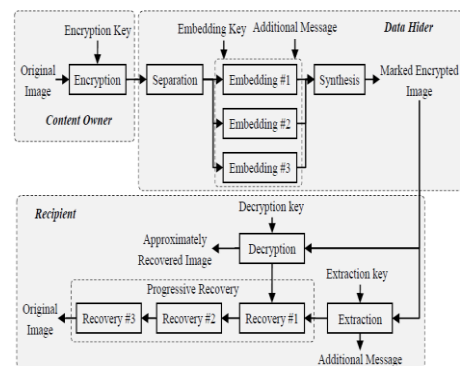 Encryption Key
Original
Image
Encryption
Content Owner
Embedding Key
Additional Message
Data Hider
Separation
Embedding #1
Embedding #2
Embedding #3
Synthesis
Marked Encrypted
Image
Recipient
Decryption key
Approximately
Recovered Image
Decryption
Progressive Recovery
Extraction key
Original
Image
Recovery #3
Recovery #2
Recovery #1
Extraction
Additional Message